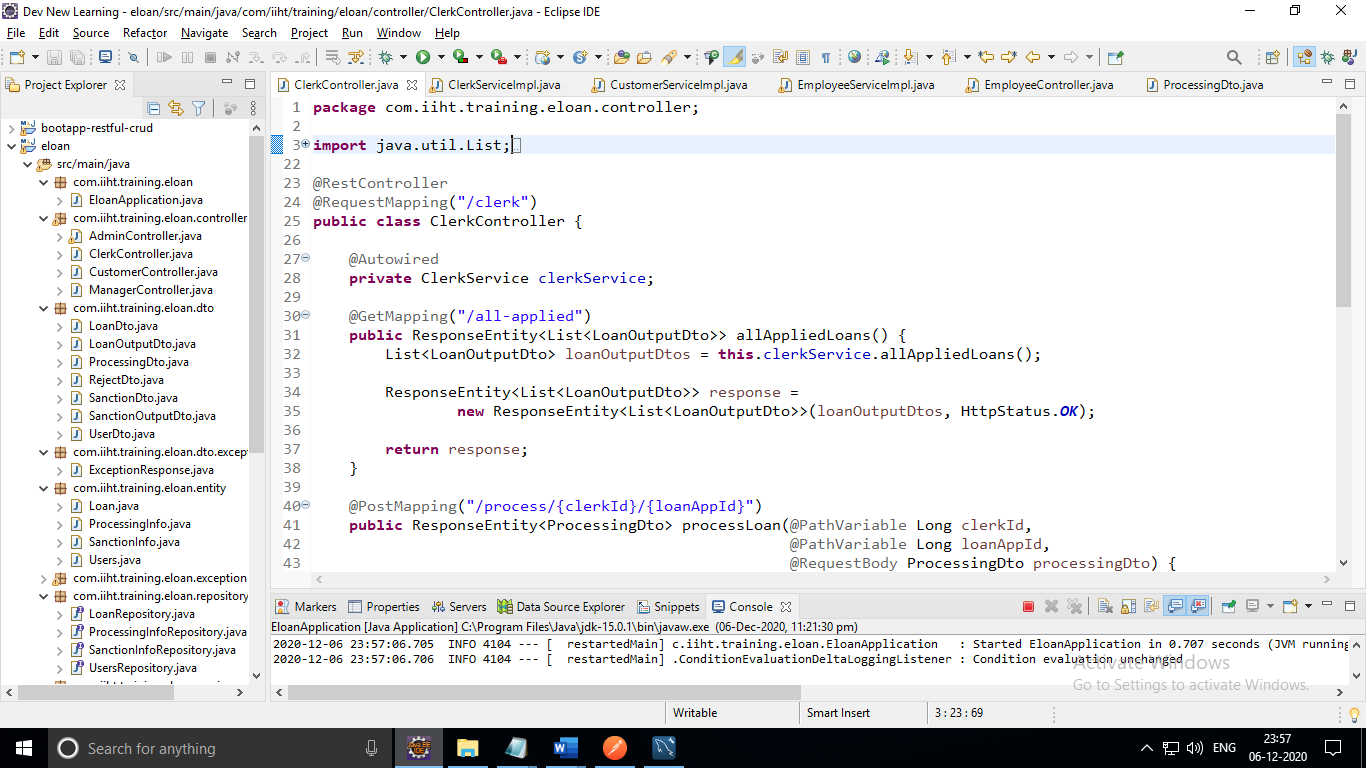 Dev New Learning - eloan/src/main/java/com/iiht/training/eloan/controller/ClerkController.java - Eclipse IDE
File Edit Source Refactor Navigate Search Project Run Window Help
Project Explorer
bootapp-restful-crud
eloan
src/main/java
com.iiht.training.eloan
EloanApplication.java
com.iiht.training.eloan.controller
AdminController.java
ClerkController.java
CustomerController.java
ManagerController.java
com.iiht.training.eloan.dto
LoanDto.java
LoanOutputDto.java
ProcessingDto.java
RejectDto.java
SanctionDto.java
SanctionOutputDto.java
UserDto.java
com.iiht.training.eloan.dto.excep
ExceptionResponse.java
com.iiht.training.eloan.entity
Loan.java
ProcessingInfo.java
SanctionInfo.java
Users.java
com.iiht.training.eloan.exception
com.iiht.training.eloan.repository
LoanRepository.java
ProcessingInfoRepository.java
SanctionInfoRepository.java
UsersRepository.java
ClerkController.java ClerkServiceImpl.java CustomerServiceImpl.java EmployeeServiceImpl.java EmployeeController.java ProcessingDto.java
1 package com.iiht.training.eloan.controller;
2
3 import java.util.List;
22
23 @RestController
24 @RequestMapping("/clerk")
25 public class ClerkController {
26
27 @Autowired
28 private ClerkService clerkService;
29
30 @GetMapping("/all-applied")
31 public ResponseEntity<List<LoanOutputDto>> allAppliedLoans() {
32 List<LoanOutputDto> loanOutputDtos = this.clerkService.allAppliedLoans();
33
34 ResponseEntity<List<LoanOutputDto>> response =
35 new ResponseEntity<List<LoanOutputDto>>(loanOutputDtos, HttpStatus.OK);
36
37 return response;
38 }
39
40 @PostMapping("/process/{clerkId}/{loanAppId}")
41 public ResponseEntity<ProcessingDto> processLoan(@PathVariable Long clerkId,
42 @PathVariable Long loanAppId,
43 @RequestBody ProcessingDto processingDto) {
Markers Properties Servers Data Source Explorer Snippets Console
EloanApplication [Java Application] C:\Program Files\Java\jdk-15.0.1\bin\javaw.exe (06-Dec-2020, 11:21:30 pm)
2020-12-06 23:57:06.705 INFO 4104 --- [ restartedMain] c.iiht.training.eloan.EloanApplication : Started EloanApplication in 0.707 seconds (JVM running
2020-12-06 23:57:06.706 INFO 4104 --- [ restartedMain] .ConditionEvaluationDeltaLoggingListener : Condition evaluation unchanged
Activate Windows
Go to Settings to activate Windows.
Writable Smart Insert 3 : 23 : 69
Search for anything
ENG
23:57
06-12-2020